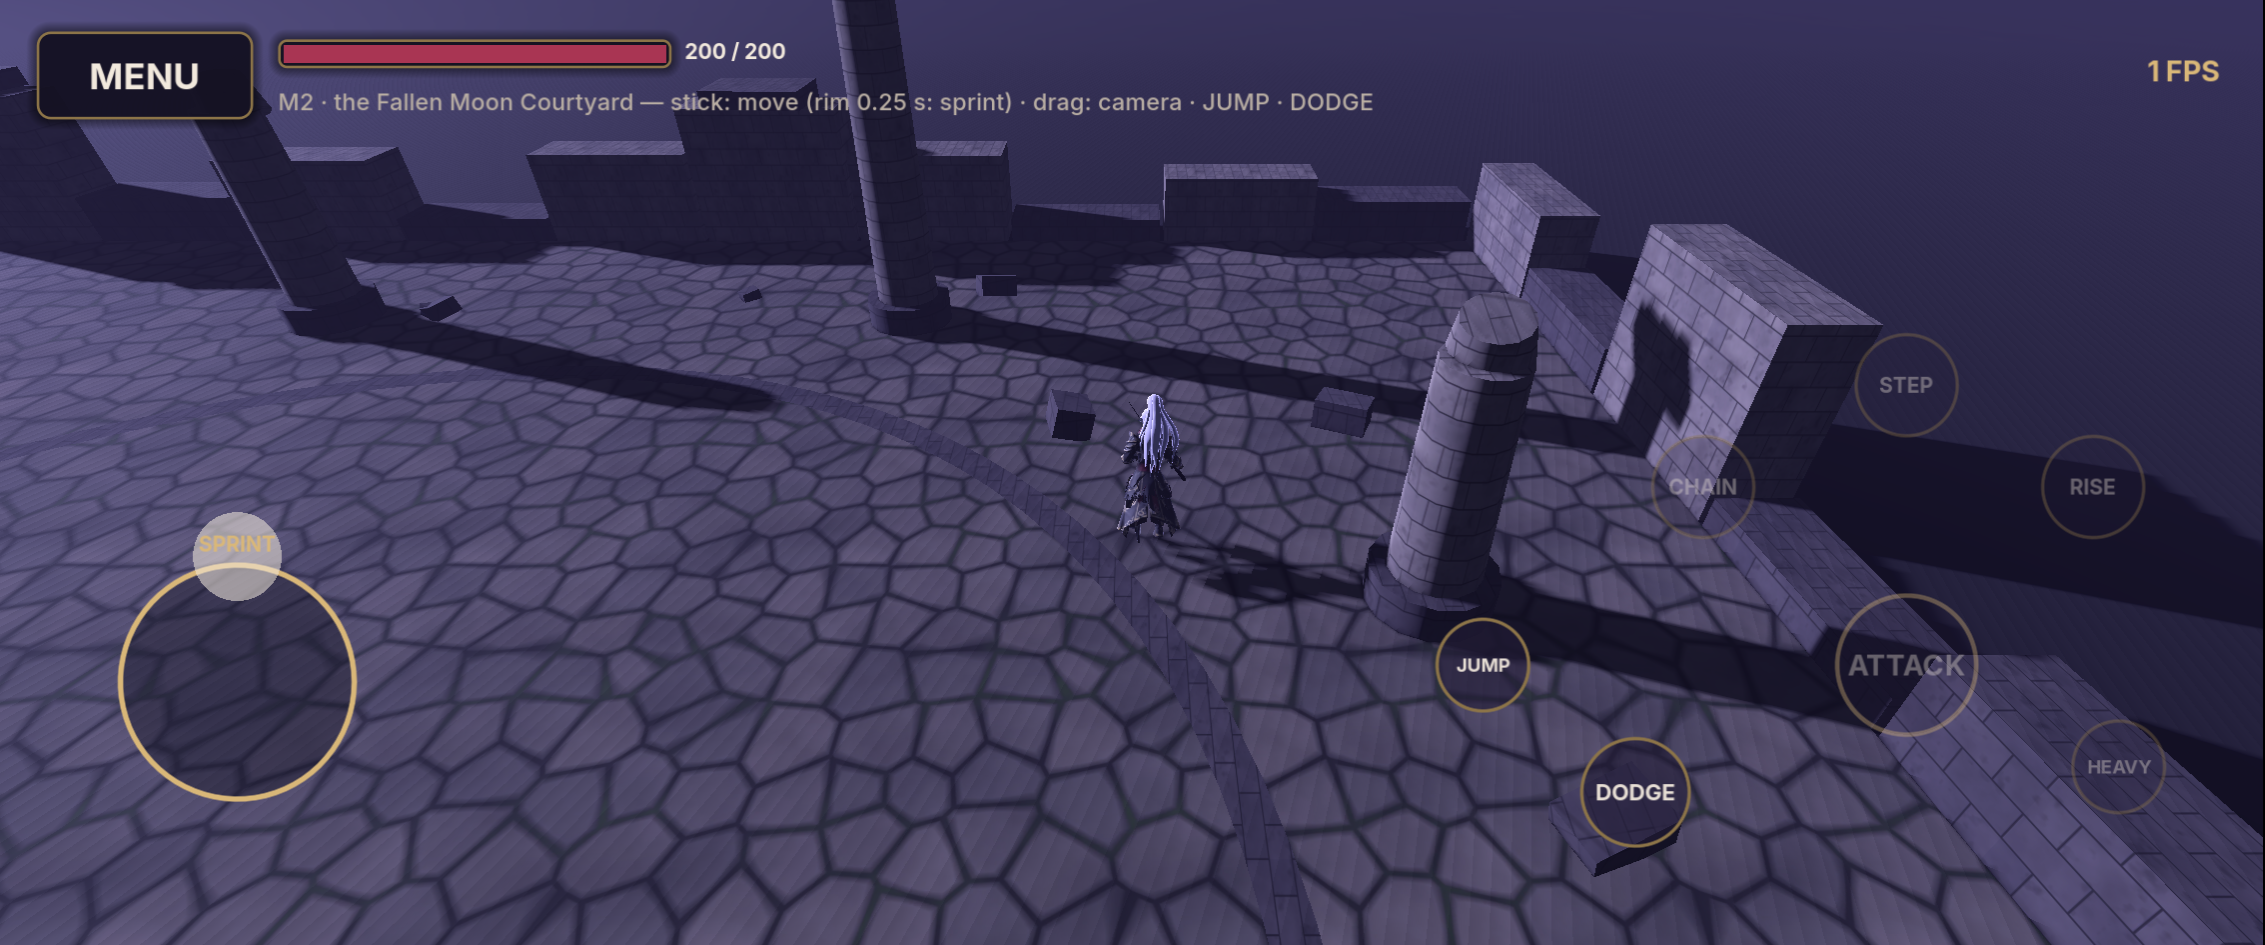 MENU
200 / 200
1 FPS
M2 · the Fallen Moon Courtyard — stick: move (rim 0.25 s: sprint) · drag: camera · JUMP · DODGE
STEP
CHAIN
RISE
SPRINT
JUMP
ATTACK
HEAVY
DODGE